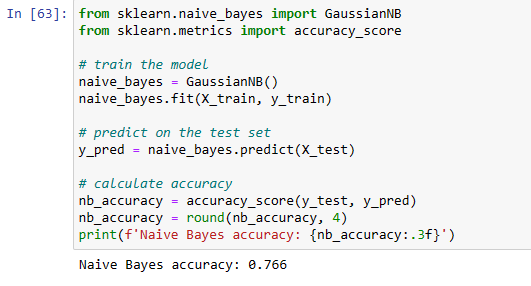 In [63]: from sklearn.naive_bayes import GaussianNB
from sklearn.metrics import accuracy_score
# train the model
naive_bayes = GaussianNB()
naive_bayes.fit(X_train, y_train)
# predict on the test set
y_pred = naive_bayes.predict(X_test)
# calculate accuracy
nb_accuracy = accuracy_score(y_test, y_pred)
nb_accuracy = round(nb_accuracy, 4)
print(f'Naive Bayes accuracy: {nb_accuracy:.3f}')
Naive Bayes accuracy: 0.766